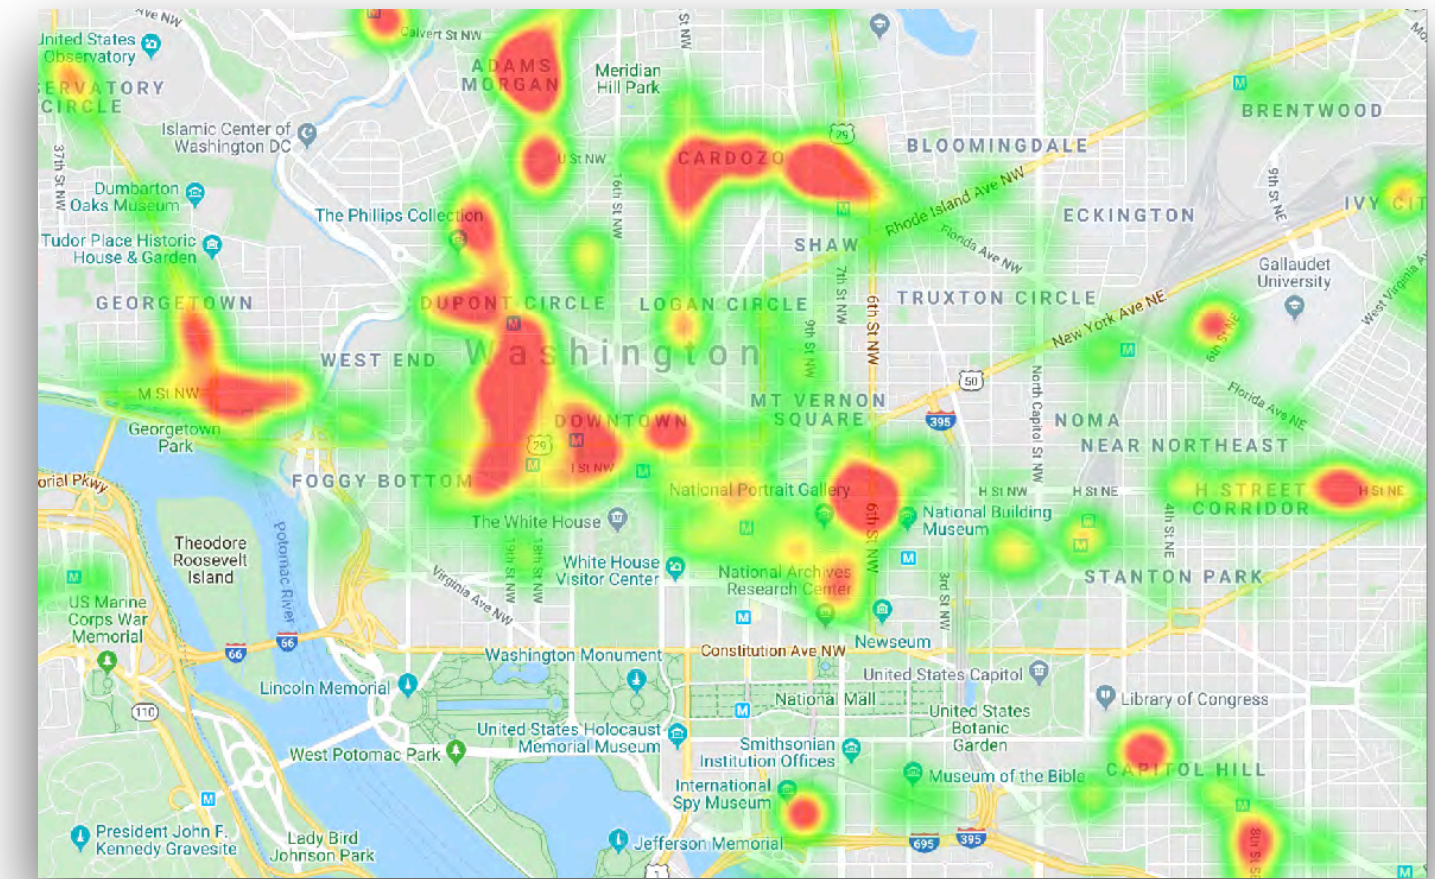 Ave NW
Calvert St NW
St NW
United States
Observatory
ADAMS
MORGAN
Meridian
Hill Park
CIRCLE
BRENTWOOD
29
Islamic Center of
Washington DC
U St NW
CARDOZO
BLOOMINGDALE
37th St NW
16th St NW
9th St NE
Dumbarton
Oaks Museum
Rhode Island Ave NW
The Phillips Collection
ECKINGTON
Tudor Place Historic
House & Garden
SHAW
Florida Ave NW
Gallaudet
University
7th St NW
GEORGETOWN
DUPONT CIRCLE
LOGAN CIRCLE
TRUXTON CIRCLE
6th St NW
New York Ave NE
6th St NE
West Virginia Av
WEST END
Washington
9th St NW
50
M St NW
MT VERNON
SQUARE
North Capitol St NW
Florida Ave NE
DOWNTOWN
395
NOMA
Georgetown
Park
29
NEAR NORTHEAST
I St NW
FOGGY BOTTOM
orial Pkwy
National Portrait Gallery
H St NW
H St NE
H STREET
CORRIDOR
H St NE
The White House
6th St NW
National Building
Museum
4th St NE
Potomac River
Theodore
Roosevelt
Island
19th St NW
18th St NW
White House
Visitor Center
National Archives
Research Center
STANTON PARK
Virginia Ave NW
3rd St NW
US Marine
Corps War
Memorial
Newseum
66
66
Washington Monument
Constitution Ave NW
United States Capitol
Lincoln Memorial
National Mall
Library of Congress
110
United States
Botanic
Garden
United States Holocaust
Memorial Museum
Smithsonian
Institution Offices
West Potomac Park
CAPITOL HILL
Museum of the Bible
International
Spy Museum
President John F.
Kennedy Gravesite
Lady Bird
Johnson Park
Jefferson Memorial
695
395
8th St SE
1